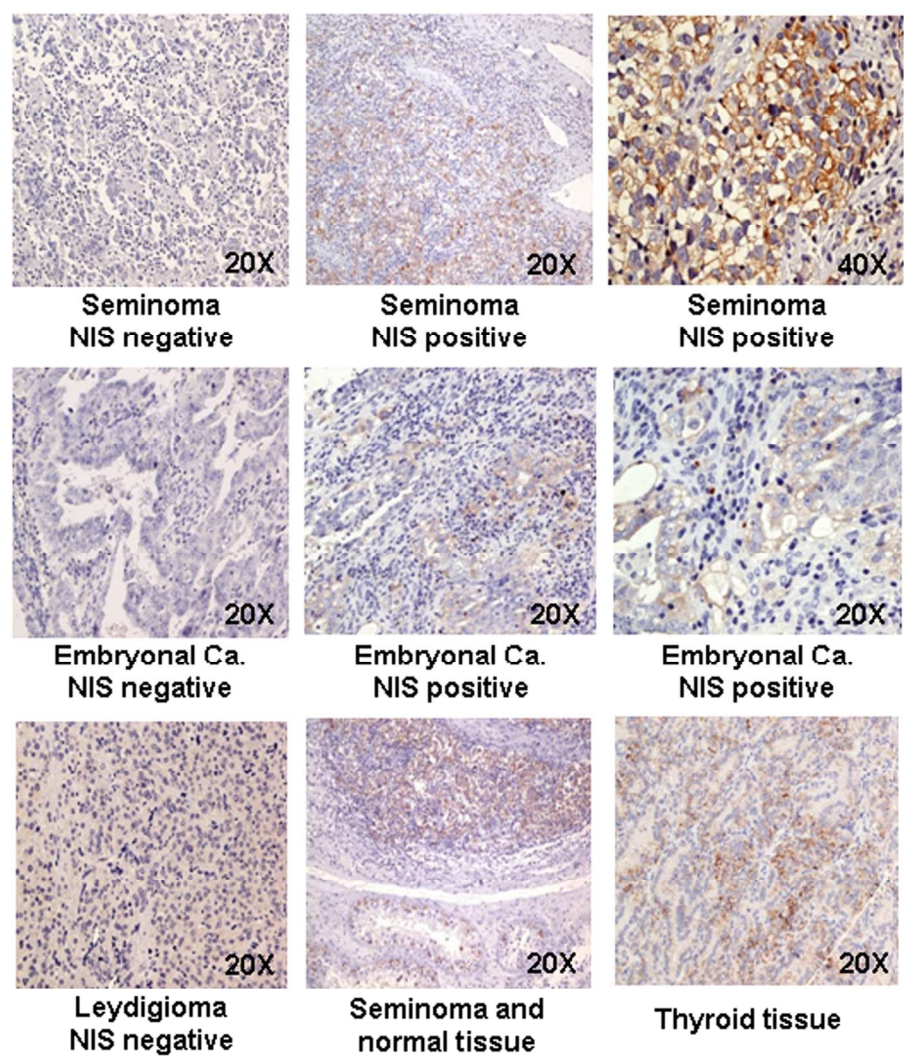 20X
20X
40X
Seminoma
NIS negative
Seminoma
NIS positive
Seminoma
NIS positive
20X
20X
20X
Embryonal Ca.
NIS negative
Embryonal Ca.
NIS positive
Embryonal Ca.
NIS positive
20X
20X
20X
Leydigioma
NIS negative
Seminoma and
normal tissue
Thyroid tissue